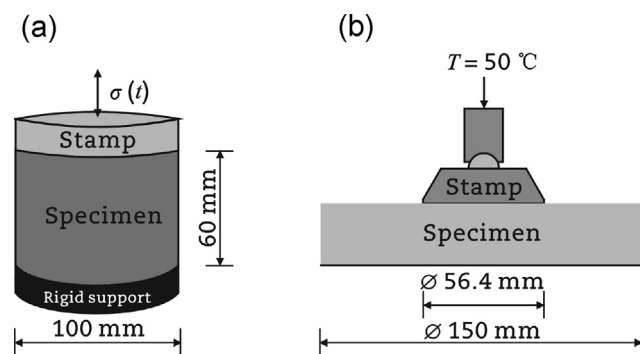 (a)
σ (t)
Stamp
Specimen
60 mm
Rigid support
100 mm
(b)
T = 50 ℃
Stamp
Specimen
⌀ 56.4 mm
⌀ 150 mm